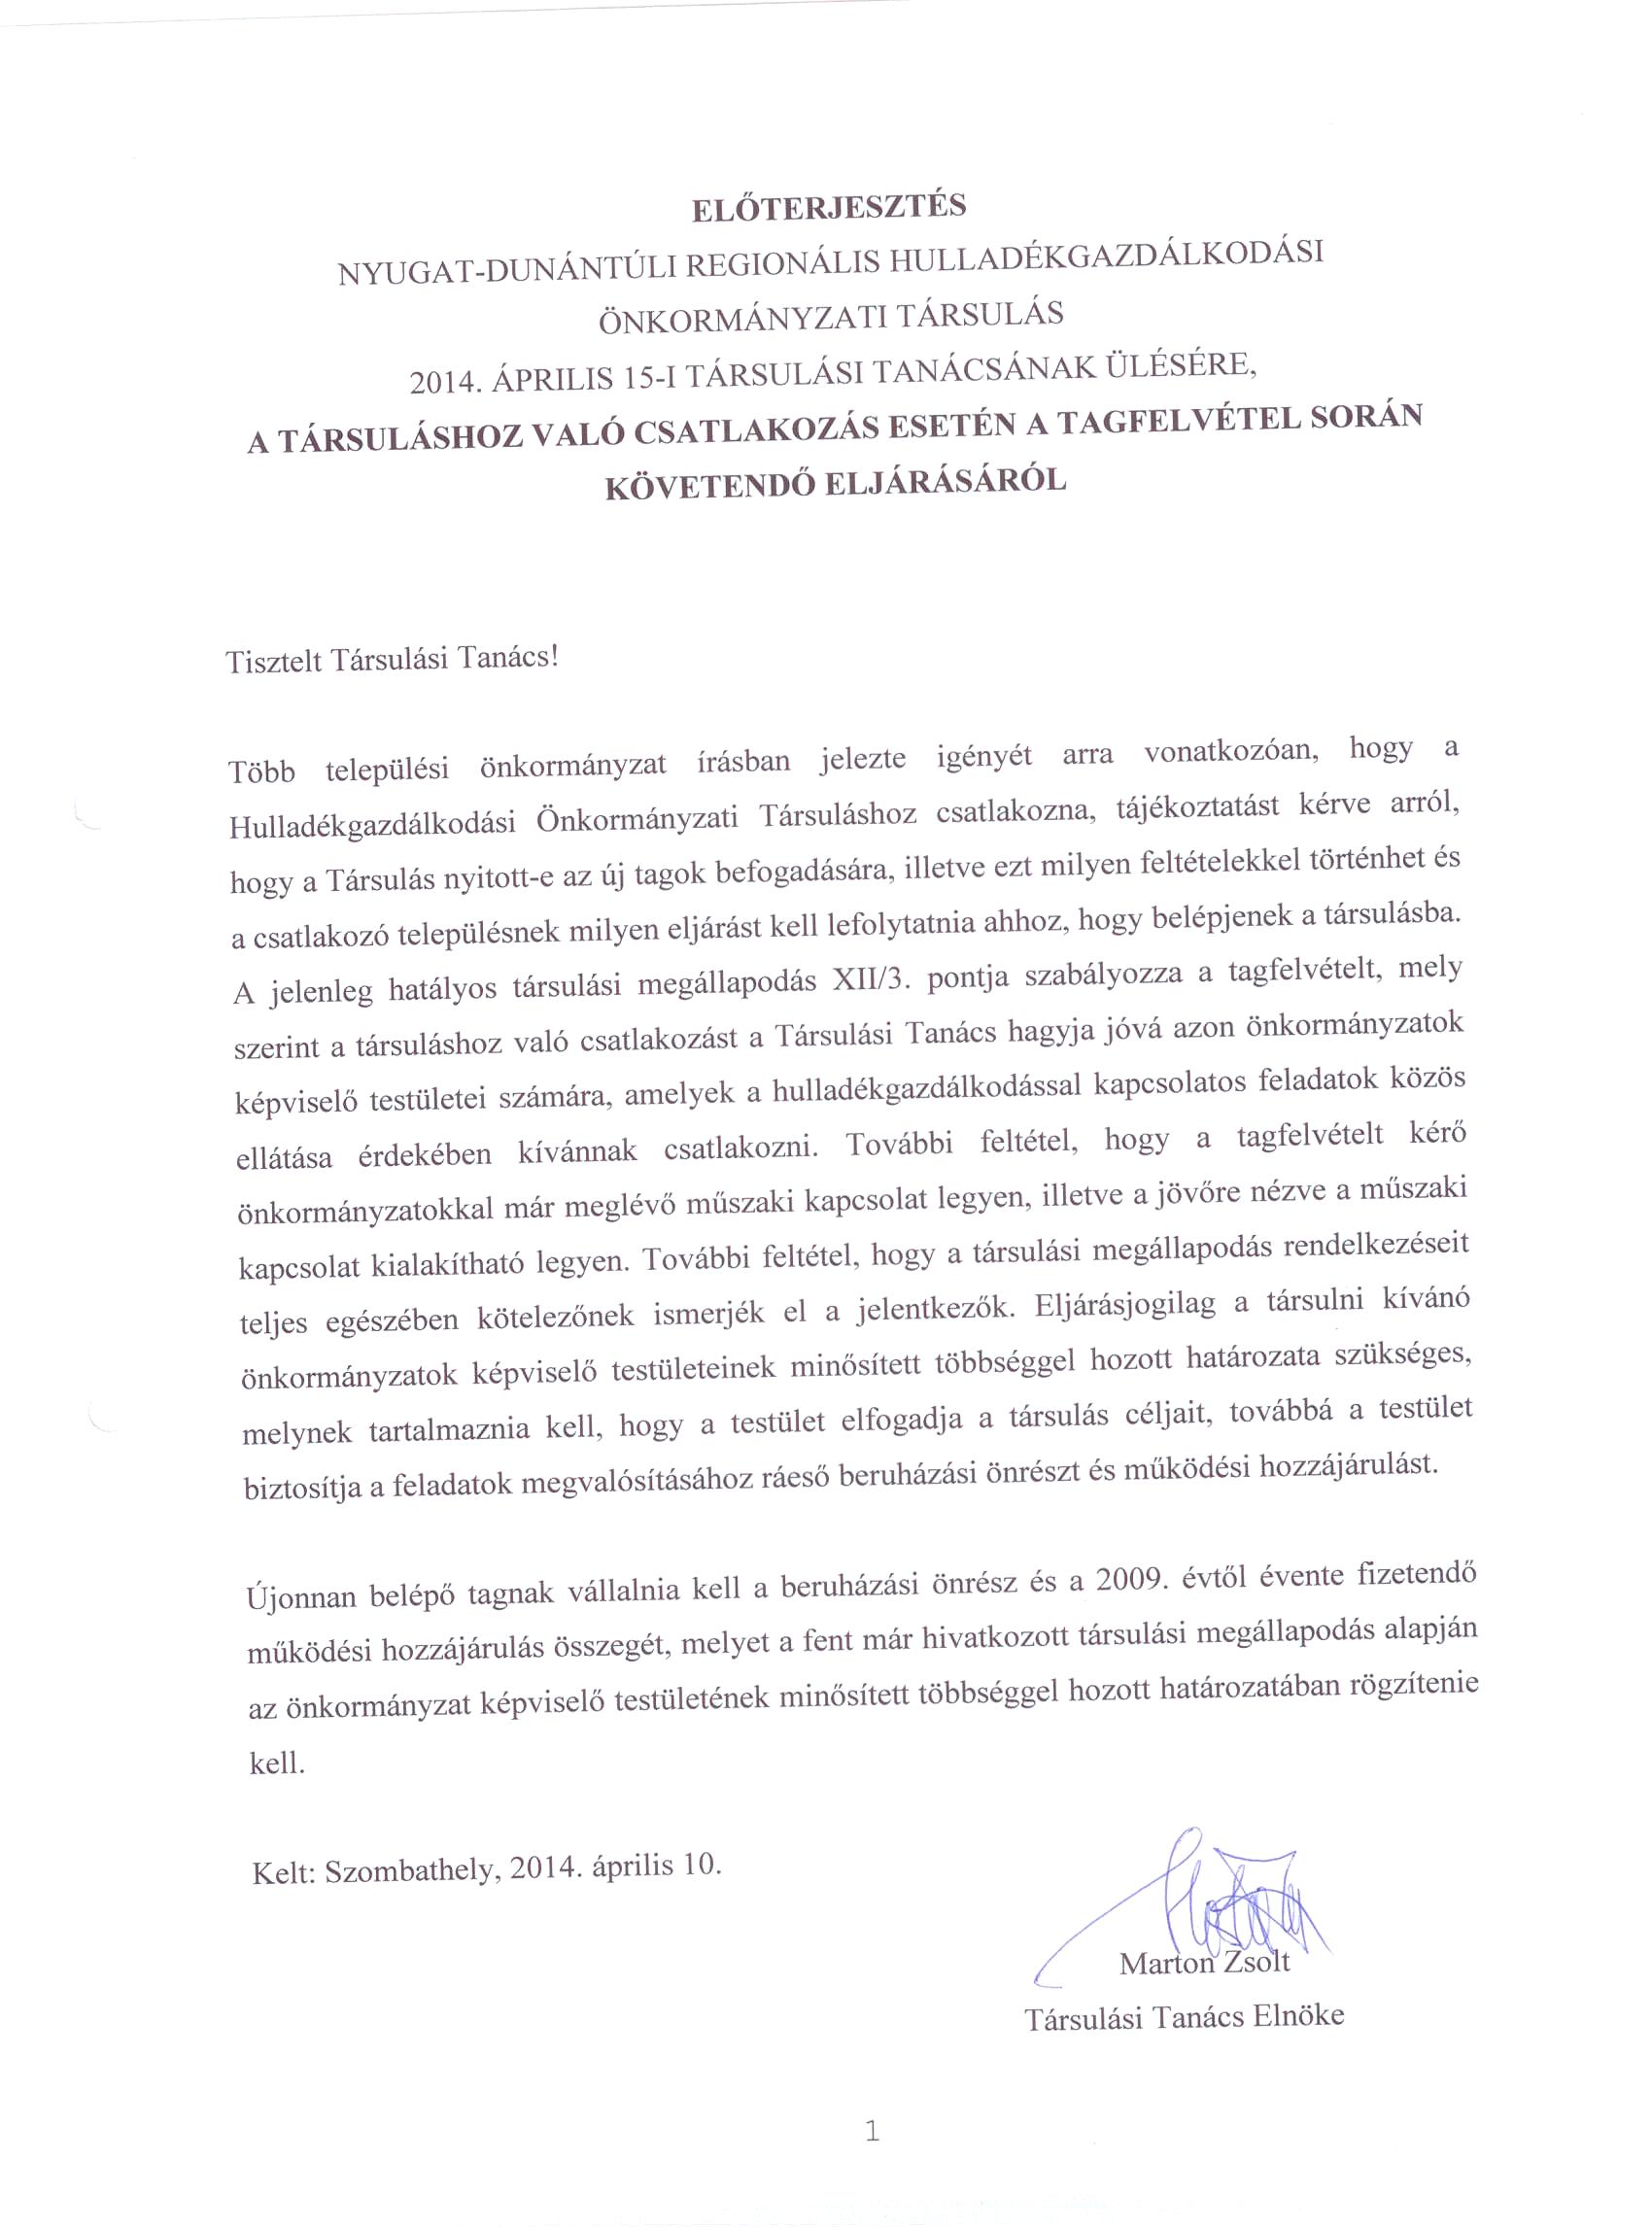 ELŐTERJESZTÉS
NYUGAT-DUNÁNTÚLI REGIONÁLIS HULLADÉKGAZDÁLKODÁSI
ÖNKORMÁNYZATI TÁRSULÁS
2014. ÁPRILIS 15-I TÁRSULÁSI TANÁCSÁNAK ÜLÉSÉRE,
A TÁRSULÁSHOZ VALÓ CSATLAKOZÁS ESETÉN A TAGFELVÉTEL SORÁN
KÖVETENDŐ ELJÁRÁSÁRÓL
Tisztelt Társulási Tanács!
Több települési önkormányzat írásban jelezte igényét arra vonatkozóan, hogy a
Hulladékgazdálkodási Önkormányzati Társuláshoz csatlakozna, tájékoztatást kérve arról,
hogy a Társulás nyitott-e az új tagok befogadására, illetve ezt milyen feltételekkel történhet és
a csatlakozó településnek milyen eljárást kell lefolytatnia ahhoz, hogy belépjenek a társulásba.
A jelenleg hatályos társulási megállapodás XII/3. pontja szabályozza a tagfelvételt, mely
szerint a társuláshoz való csatlakozást a Társulási Tanács hagyja jóvá azon önkormányzatok
képviselő testületei számára, amelyek a hulladékgazdálkodással kapcsolatos feladatok közös
ellátása érdekében kívánnak csatlakozni. További feltétel, hogy a tagfelvételt kérő
önkormányzatokkal már meglévő műszaki kapcsolat legyen, illetve a jövőre nézve a műszaki
kapcsolat kialakítható legyen. További feltétel, hogy a társulási megállapodás rendelkezéseit
teljes egészében kötelezőnek ismerjék el a jelentkezők. Eljárásjogilag a társulni kívánó
önkormányzatok képviselő testületeinek minősített többséggel hozott határozata szükséges,
melynek tartalmaznia kell, hogy a testület elfogadja a társulás céljait, továbbá a testület
biztosítja a feladatok megvalósításához ráeső beruházási önrészt és működési hozzájárulást.
Újonnan belépő tagnak vállalnia kell a beruházási önrész és a 2009. évtől évente fizetendő
működési hozzájárulás összegét, melyet a fent már hivatkozott társulási megállapodás alapján
az önkormányzat képviselő testületének minősített többséggel hozott határozatában rögzítenie
kell.
Kelt: Szombathely, 2014. április 10.
Marton Zsolt
Társulási Tanács Elnöke
1